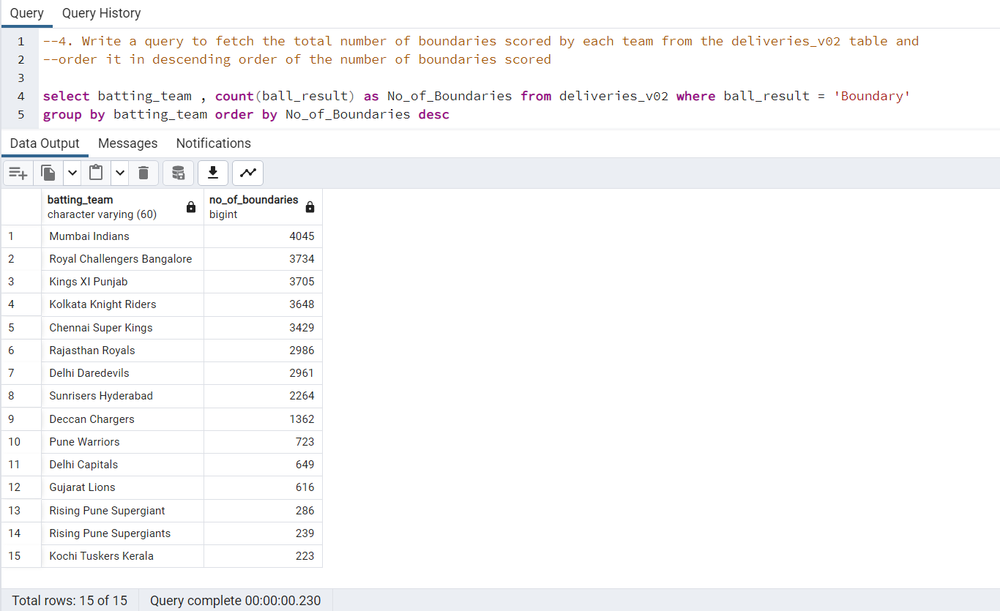 Query Query History
1 --4. Write a query to fetch the total number of boundaries scored by each team from the deliveries_v02 table and
2 --order it in descending order of the number of boundaries scored
3
4 select batting_team , count(ball_result) as No_of_Boundaries from deliveries_v02 where ball_result = 'Boundary'
5 group by batting_team order by No_of_Boundaries desc
Data Output Messages Notifications
batting_team no_of_boundaries
character varying (60) bigint
1 Mumbai Indians 4045
2 Royal Challengers Bangalore 3734
3 Kings XI Punjab 3705
4 Kolkata Knight Riders 3648
5 Chennai Super Kings 3429
6 Rajasthan Royals 2986
7 Delhi Daredevils 2961
8 Sunrisers Hyderabad 2264
9 Deccan Chargers 1362
10 Pune Warriors 723
11 Delhi Capitals 649
12 Gujarat Lions 616
13 Rising Pune Supergiant 286
14 Rising Pune Supergiants 239
15 Kochi Tuskers Kerala 223
Total rows: 15 of 15 Query complete 00:00:00.230